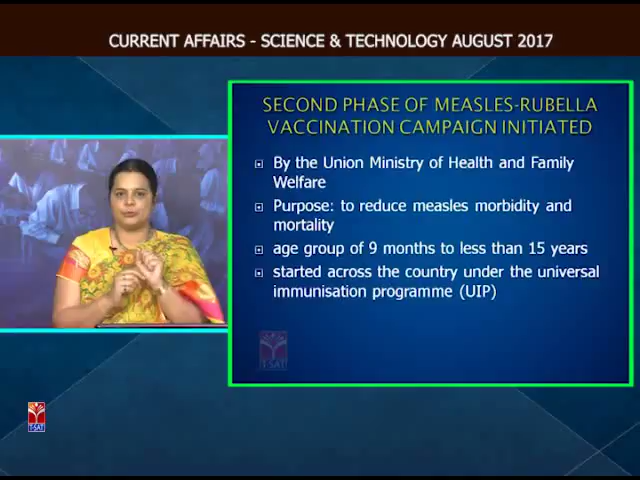 CURRENT AFFAIRS - SCIENCE & TECHNOLOGY AUGUST 2017
SECOND PHASE OF MEASLES-RUBELLA
VACCINATION CAMPAIGN INITIATED
By the Union Ministry of Health and Family
Welfare
Purpose: to reduce measles morbidity and
mortality
age group of 9 months to less than 15 years
started across the country under the universal
immunisation programme (UIP)
T-SAT
T-SAT